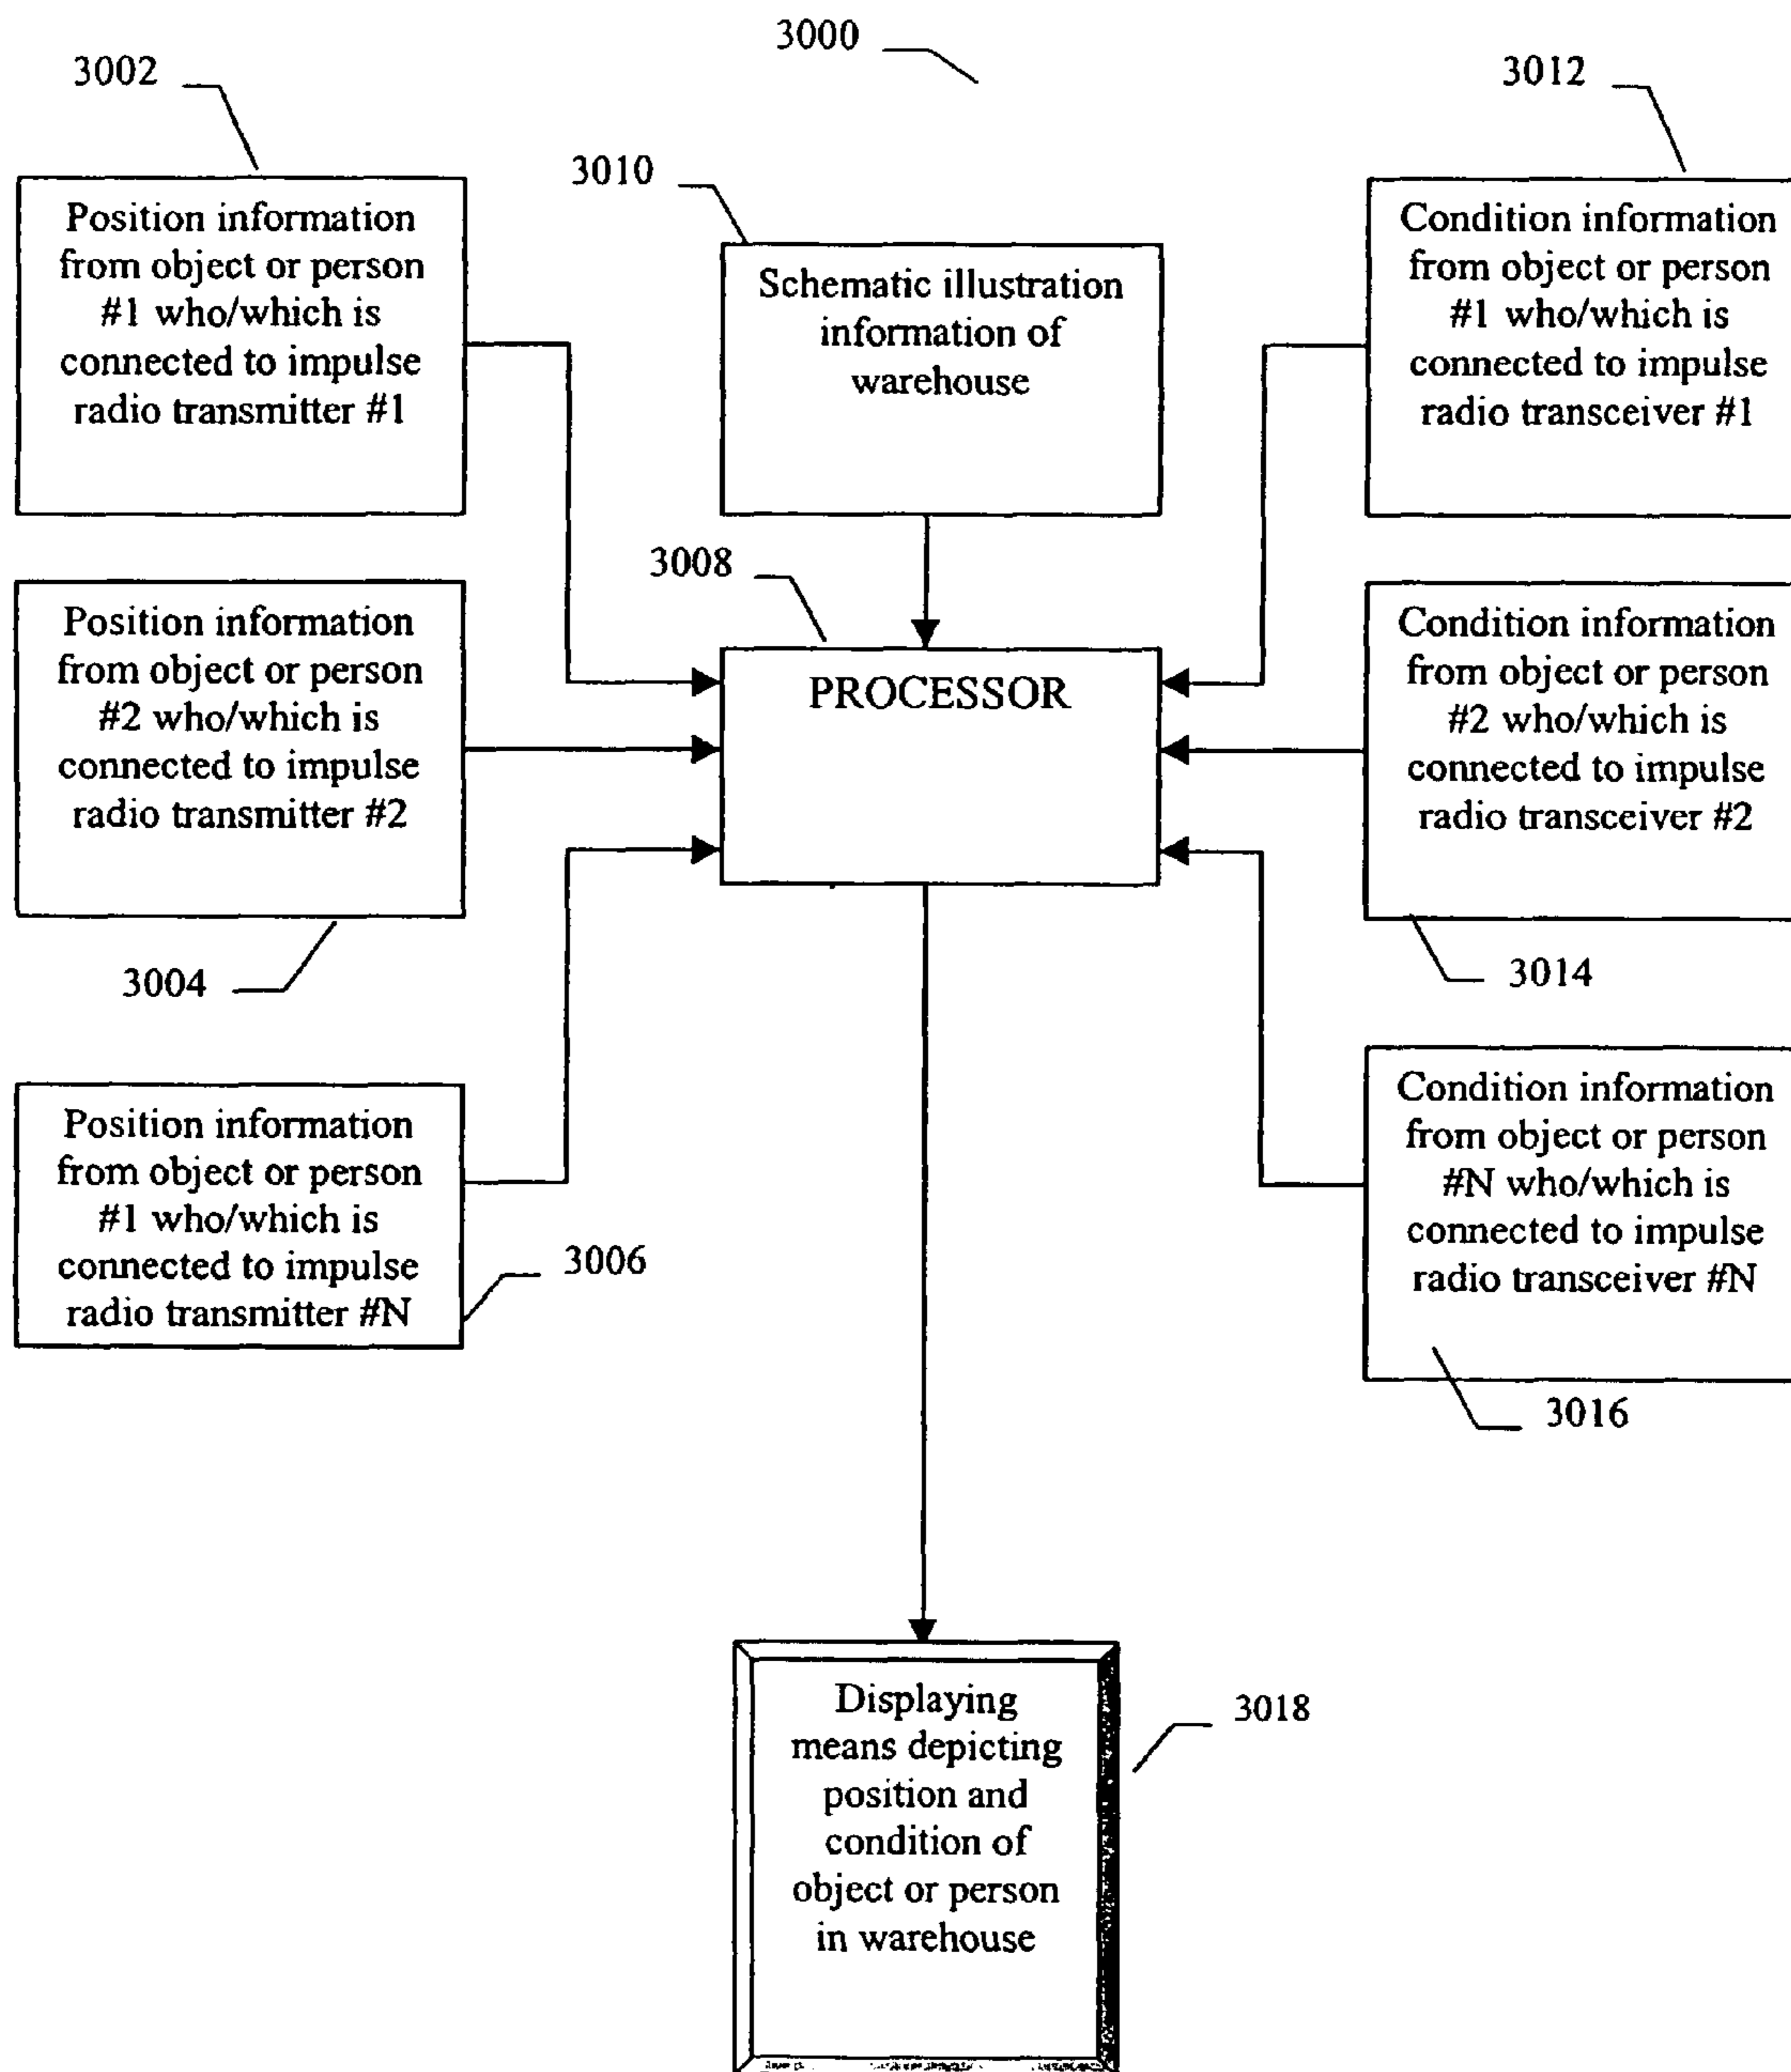 3000
3002
3012
3010
Position information
from object or person
#1 who/which is
connected to impulse
radio transmitter #1
Schematic illustration
information of
warehouse
Condition information
from object or person
#1 who/which is
connected to impulse
radio transceiver #1
3008
Position information
from object or person
#2 who/which is
connected to impulse
radio transmitter #2
PROCESSOR
Condition information
from object or person
#2 who/which is
connected to impulse
radio transceiver #2
3004
3014
Position information
from object or person
#1 who/which is
connected to impulse
radio transmitter #N
3006
Condition information
from object or person
#N who/which is
connected to impulse
radio transceiver #N
3016
Displaying
means depicting
position and
condition of
object or person
in warehouse
3018